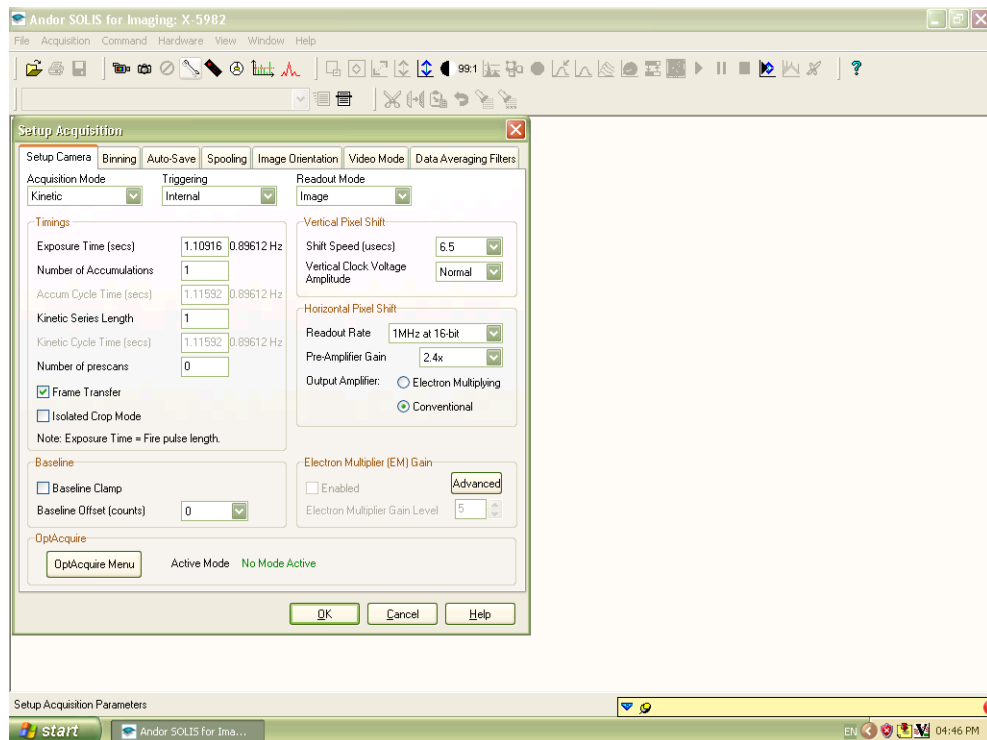 Andor SOLIS for Imaging: X-5982
File Acquisition Command Hardware View Window Help
99:1
Setup Acquisition
Setup Camera Binning Auto-Save Spooling Image Orientation Video Mode Data Averaging Filters
Acquisition Mode Triggering Readout Mode
Kinetic Internal Image
Timings
Exposure Time (secs) 1.10916 0.89612 Hz
Number of Accumulations 1
Accum Cycle Time (secs) 1.11592 0.89612 Hz
Kinetic Series Length 1
Kinetic Cycle Time (secs) 1.11592 0.89612 Hz
Number of prescans 0
Frame Transfer
Isolated Crop Mode
Note: Exposure Time = Fire pulse length.
Vertical Pixel Shift
Shift Speed (usecs) 6.5
Vertical Clock Voltage
Amplitude Normal
Horizontal Pixel Shift
Readout Rate 1MHz at 16-bit
Pre-Amplifier Gain 2.4x
Output Amplifier: Electron Multiplying
Conventional
Baseline
Baseline Clamp
Baseline Offset (counts) 0
Electron Multiplier (EM) Gain
Enabled Advanced
Electron Multiplier Gain Level 5
OptAcquire
OptAcquire Menu Active Mode No Mode Active
OK Cancel Help
Setup Acquisition Parameters
start Andor SOLIS for Ima... EN 04:46 PM